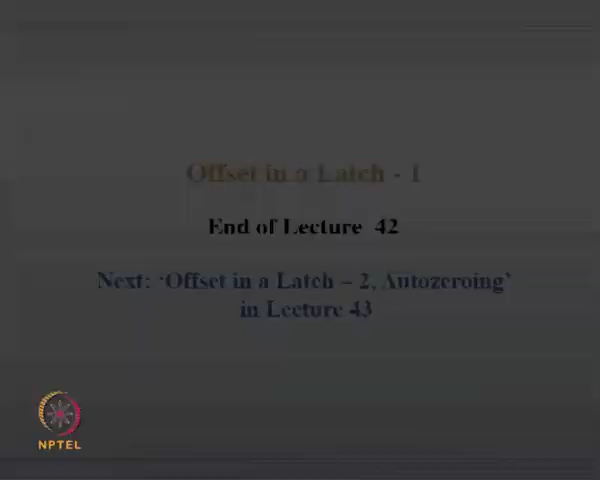 Offset in a Latch - 1
End of Lecture 42
Next: 'Offset in a Latch – 2, Autozeroing'
in Lecture 43
NPTEL